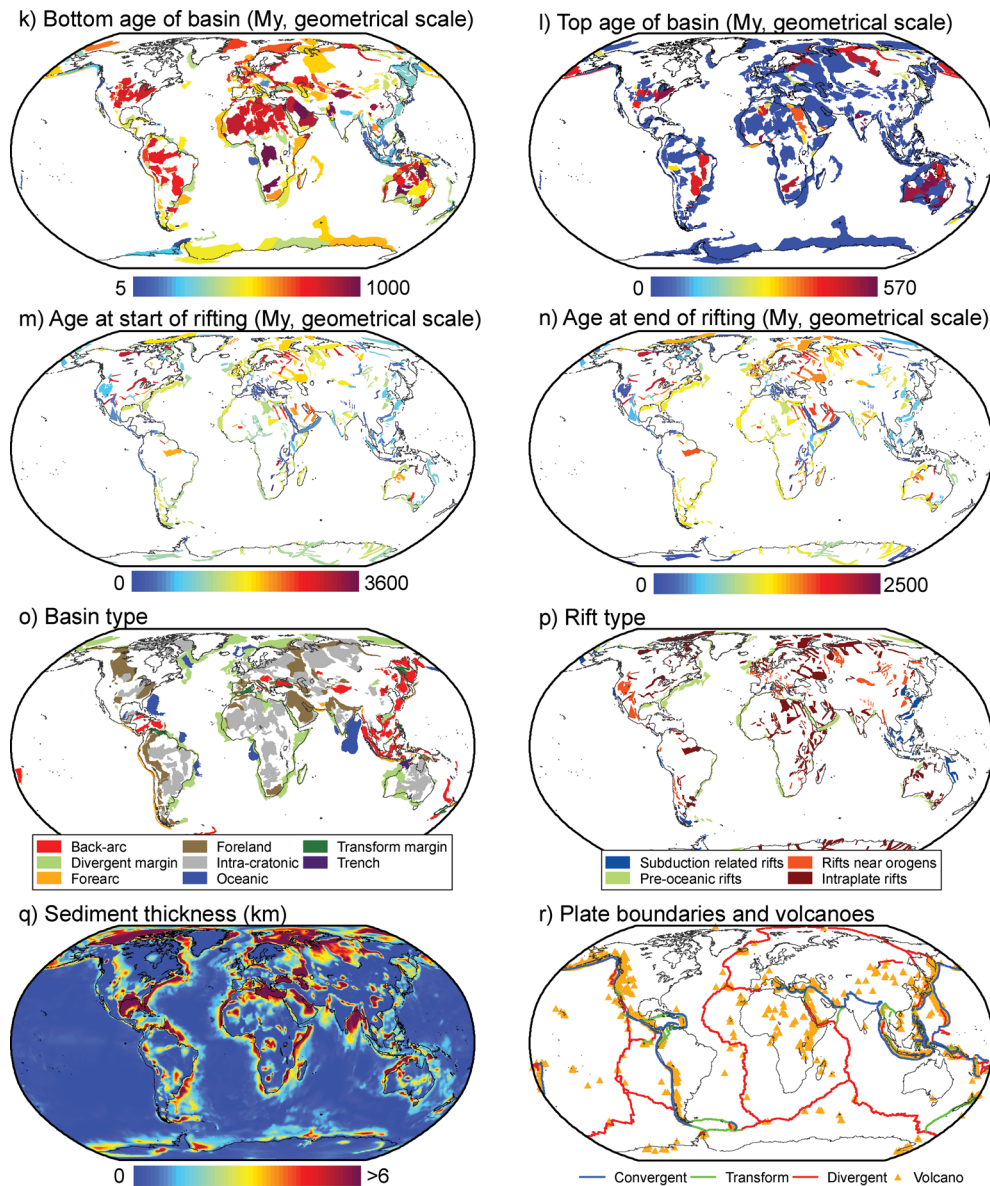 k) Bottom age of basin (My, geometrical scale)
l) Top age of basin (My, geometrical scale)
5 1000
0 570
m) Age at start of rifting (My, geometrical scale)
n) Age at end of rifting (My, geometrical scale)
0 3600
0 2500
o) Basin type
p) Rift type
Back-arc Foreland Transform margin
Divergent margin Intra-cratonic Trench
Forearc Oceanic
Subduction related rifts Rifts near orogens
Pre-oceanic rifts Intraplate rifts
q) Sediment thickness (km)
r) Plate boundaries and volcanoes
0 >6
Convergent Transform Divergent Volcano